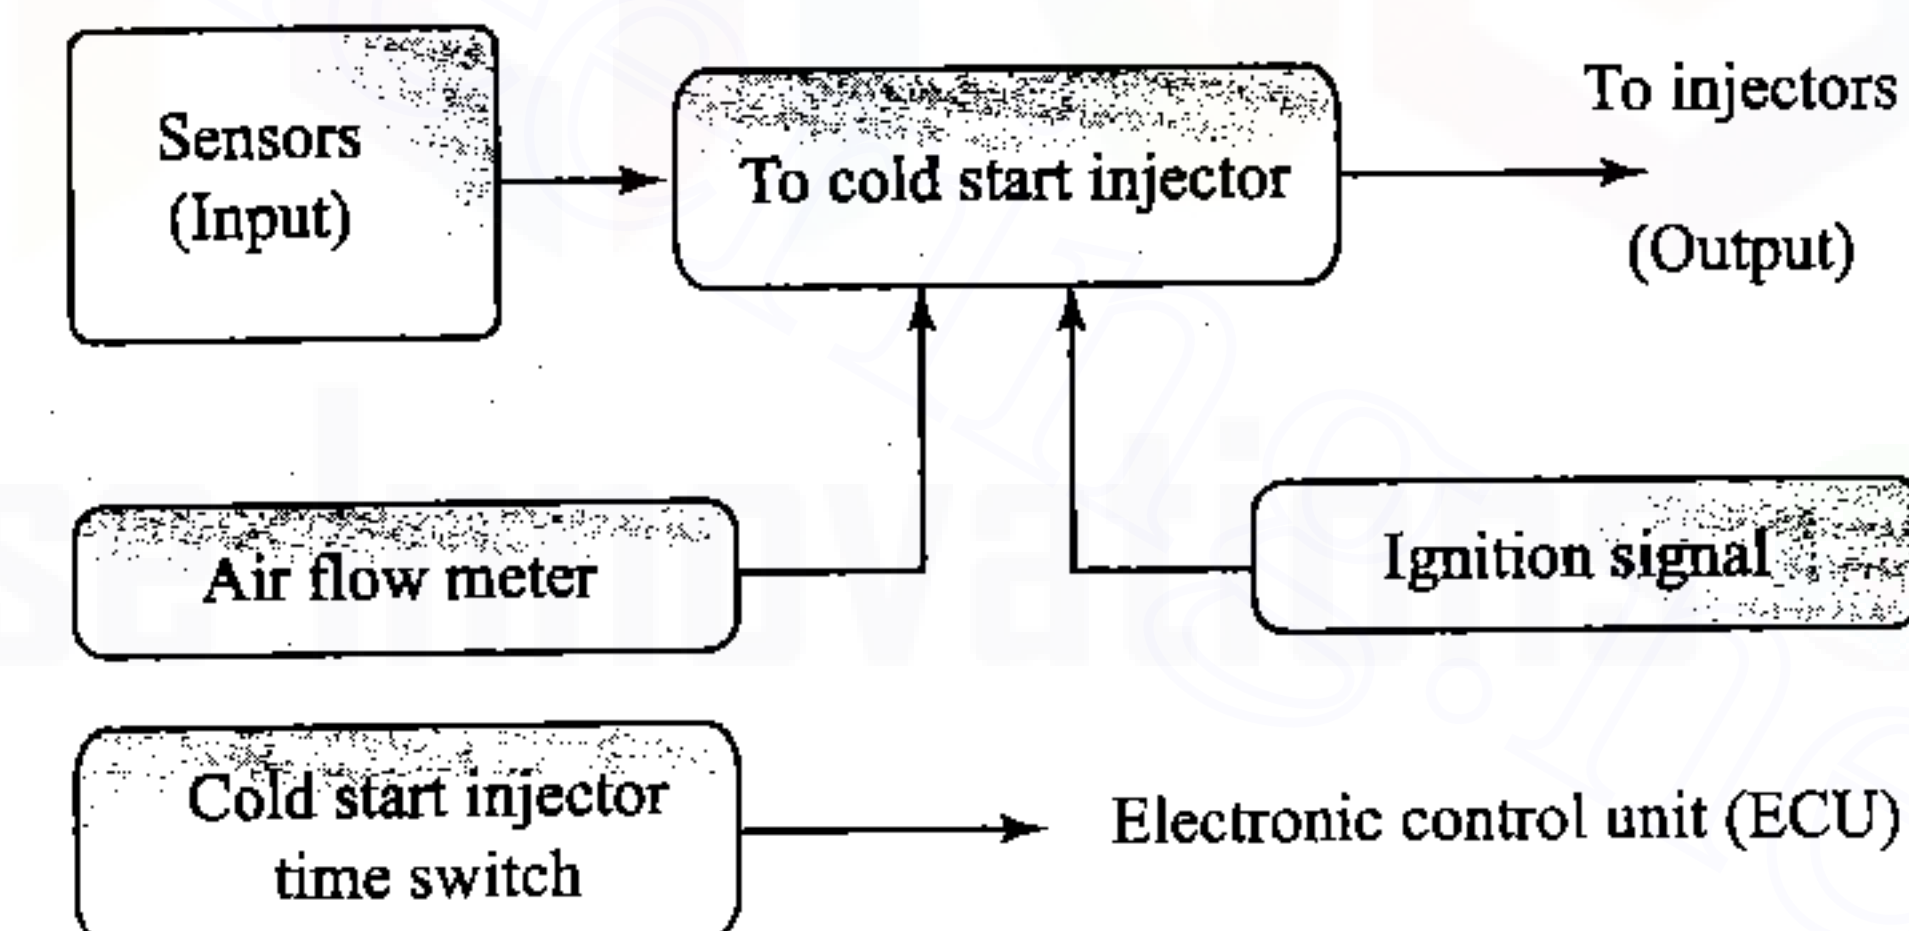 Sensors
(Input)
To cold start injector
To injectors
(Output)
Air flow meter
Ignition signal
Cold start injector
time switch
Electronic control unit (ECU)